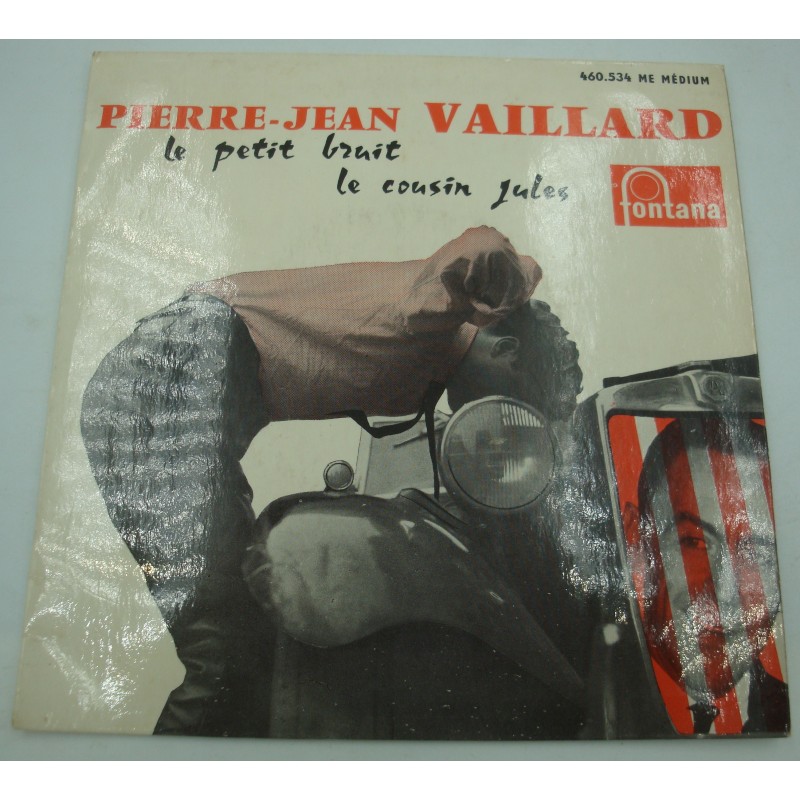 460.534 ME MÉDIUM
PIERRE-JEAN VAILLARD
le petit bruit
le cousin Jules
fontana